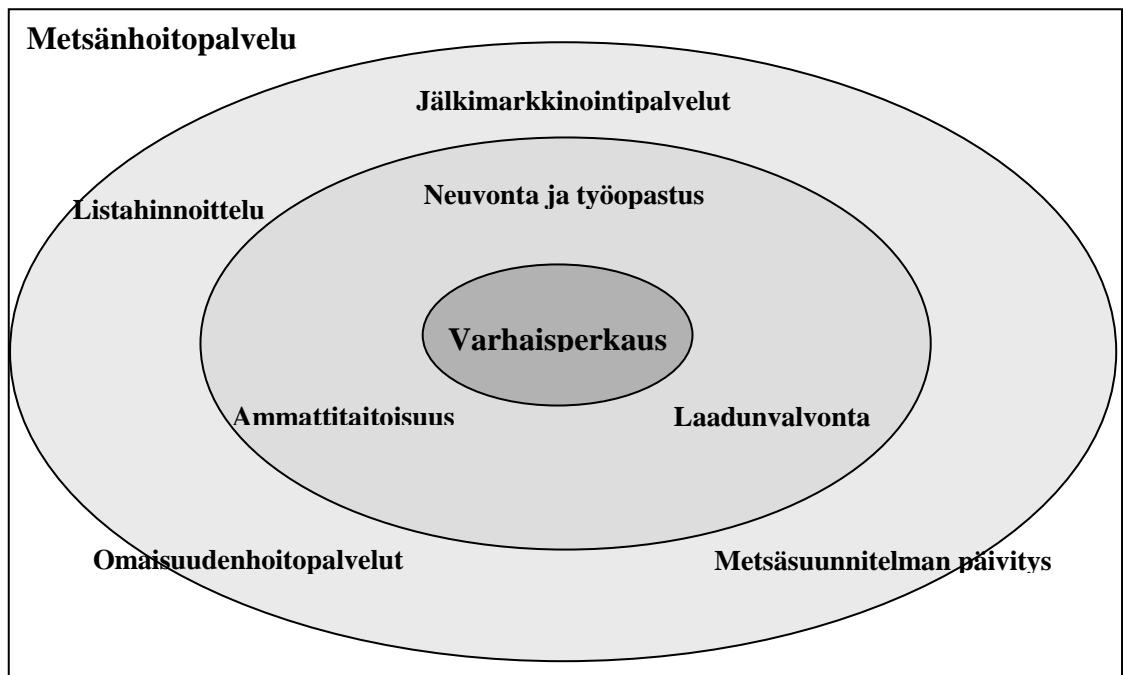 Metsänhoitopalvelu
Jälkimarkkinointipalvelut
Neuvonta ja työopastus
Listahinnoittelu
Varhaisperkaus
Ammattitaitoisuus
Laadunvalvonta
Omaisuudenhoitopalvelut
Metsäsuunnitelman päivitys